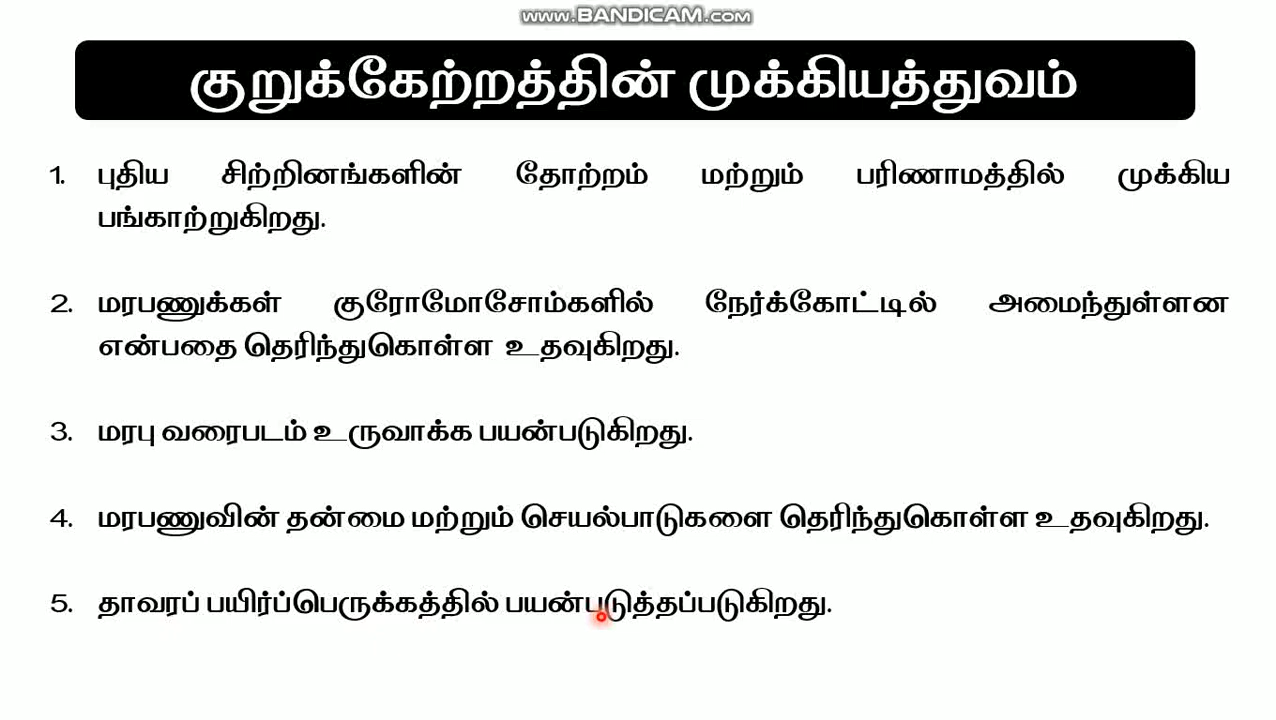 www.BANDICAM.com
குறுக்கேற்றத்தின் முக்கியத்துவம்
1. புதிய சிற்றினங்களின் தோற்றம் மற்றும் பரிணாமத்தில் முக்கிய
பங்காற்றுகிறது.
2. மரபணுக்கள் குரோமோசோம்களில் நேர்க்கோட்டில் அமைந்துள்ளன
என்பதை தெரிந்துகொள்ள உதவுகிறது.
3. மரபு வரைபடம் உருவாக்க பயன்படுகிறது.
4. மரபணுவின் தன்மை மற்றும் செயல்பாடுகளை தெரிந்துகொள்ள உதவுகிறது.
5. தாவரப் பயிர்ப்பெருக்கத்தில் பயன்படுத்தப்படுகிறது.